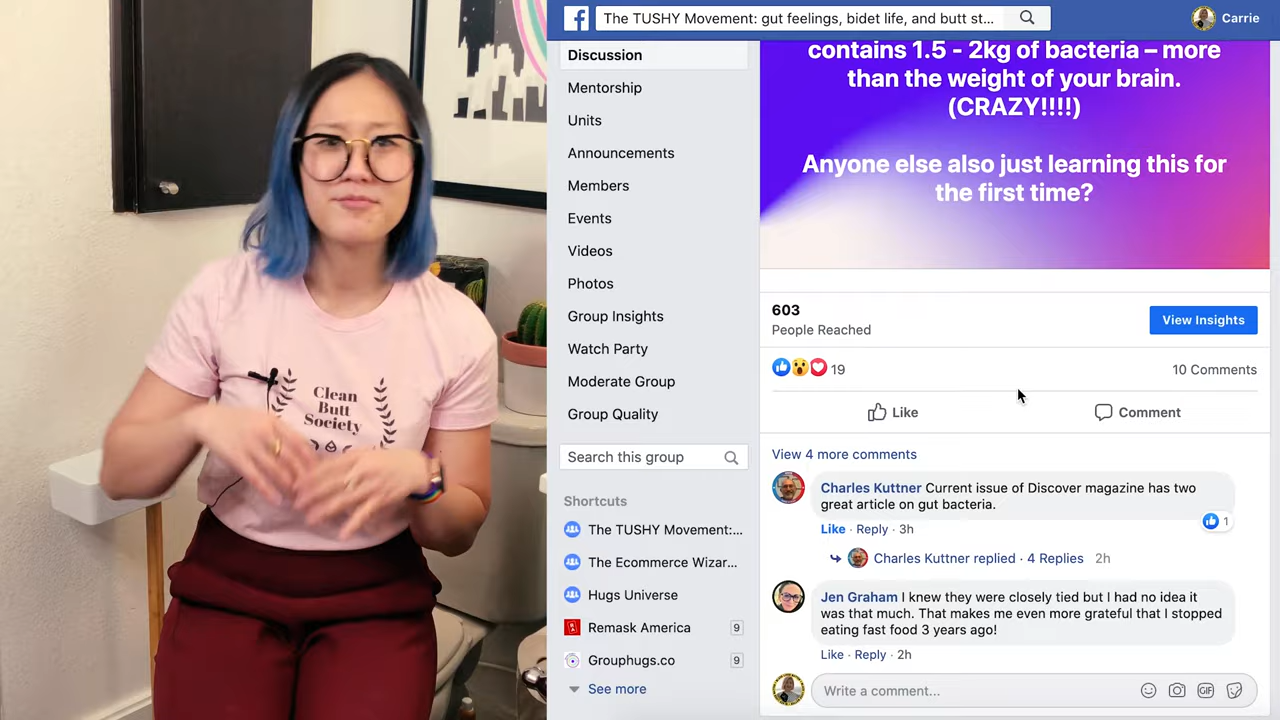 Clean
Butt
Society
The TUSHY Movement: gut feelings, bidet life, and butt st...
Carrie
Discussion
Mentorship
Units
Announcements
Members
Events
Videos
Photos
Group Insights
Watch Party
Moderate Group
Group Quality
Search this group
Shortcuts
The TUSHY Movement:...
The Ecommerce Wizar...
Hugs Universe
Remask America 9
Grouphugs.co 9
See more
contains 1.5 - 2kg of bacteria – more
than the weight of your brain.
(CRAZY!!!!)
Anyone else also just learning this for
the first time?
603
People Reached
View Insights
19
10 Comments
Like
Comment
View 4 more comments
Charles Kuttner Current issue of Discover magazine has two
great article on gut bacteria.
1
Like · Reply · 3h
Charles Kuttner replied · 4 Replies 2h
Jen Graham I knew they were closely tied but I had no idea it
was that much. That makes me even more grateful that I stopped
eating fast food 3 years ago!
Like · Reply · 2h
Write a comment...
GIF